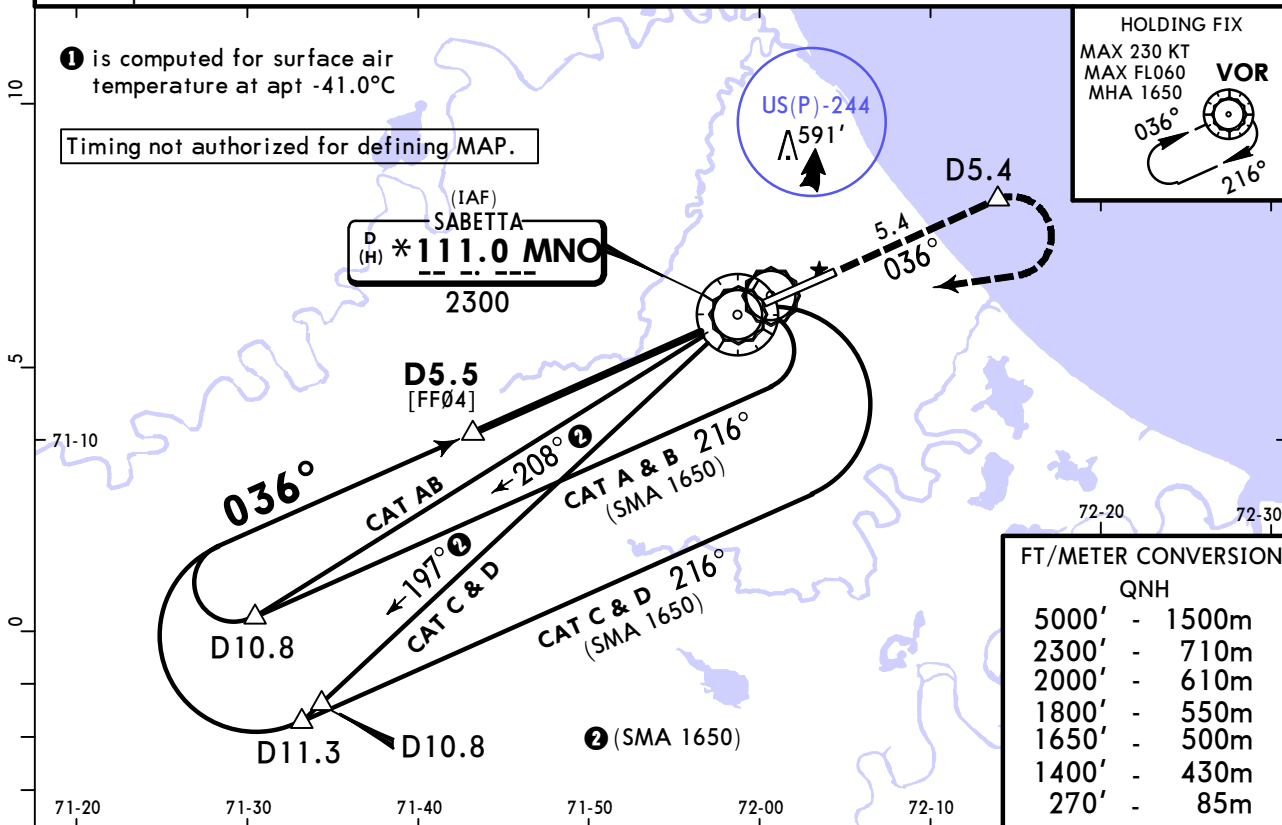 ❶ is computed for surface air
temperature at apt -41.0°C
Timing not authorized for defining MAP.
US(P)-244
591'
HOLDING FIX
MAX 230 KT
MAX FL060
MHA 1650
VOR
036°
216°
(IAF)
SABETTA
D
(H)
*111.0 MNO
2300
D5.4
5.4
036°
D5.5
[FFØ4]
036°
CAT AB
208° ❷
CAT A & B 216°
(SMA 1650)
197° ❷
CAT C & D
CAT C & D 216°
(SMA 1650)
D10.8
D11.3
D10.8
❷ (SMA 1650)
10
5
0
71-10
72-20
72-30
FT/METER CONVERSION
QNH
5000' - 1500m
2300' - 710m
2000' - 610m
1800' - 550m
1650' - 500m
1400' - 430m
270' - 85m
71-20
71-30
71-40
71-50
72-00
72-10